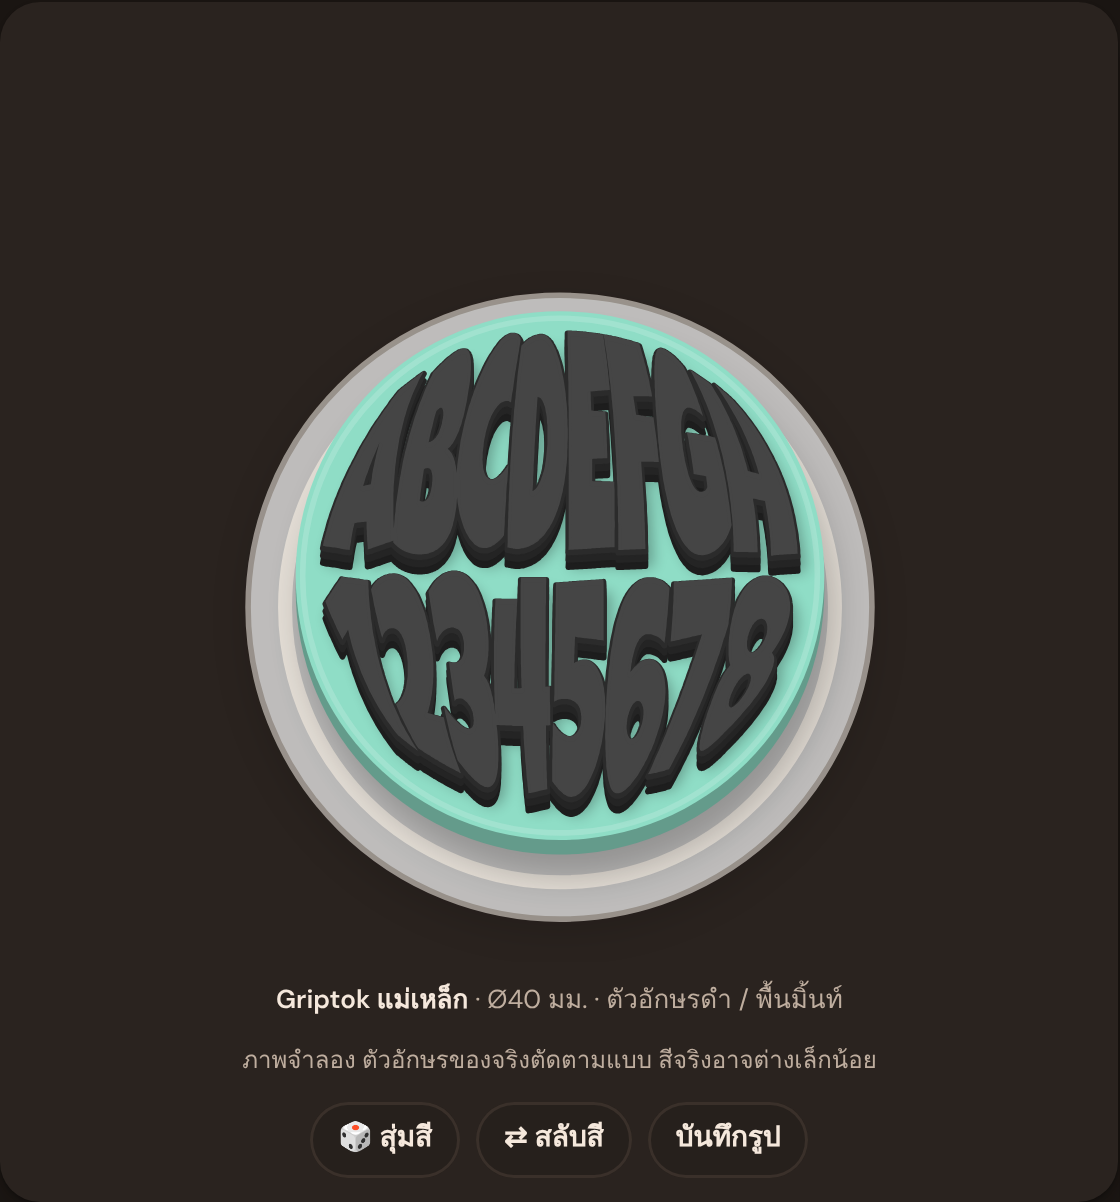 ABCDEFGH
12345678
Griptok แม่เหล็ก · Ø40 มม. · ตัวอักษรดำ / พื้นมิ้นท์
ภาพจำลอง ตัวอักษรของจริงตัดตามแบบ สีจริงอาจต่างเล็กน้อย
🎲 สุ่มสี ⇄ สลับสี บันทึกรูป